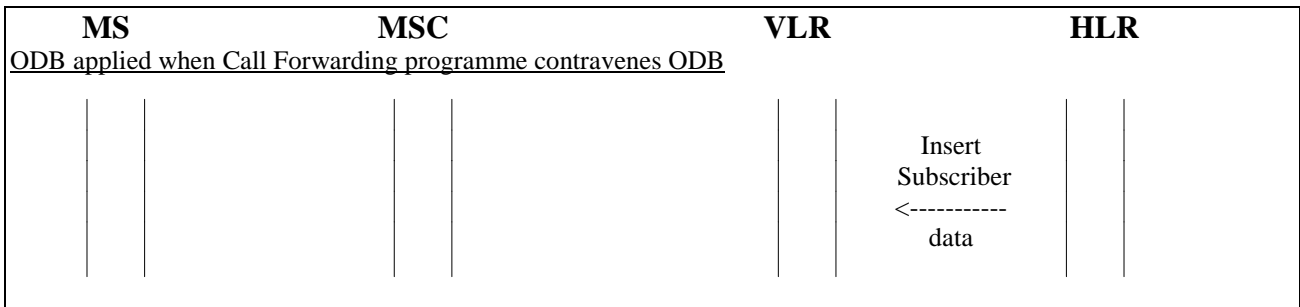 MS MSC VLR HLR
ODB applied when Call Forwarding programme contravenes ODB
Insert
Subscriber
<-----------
data